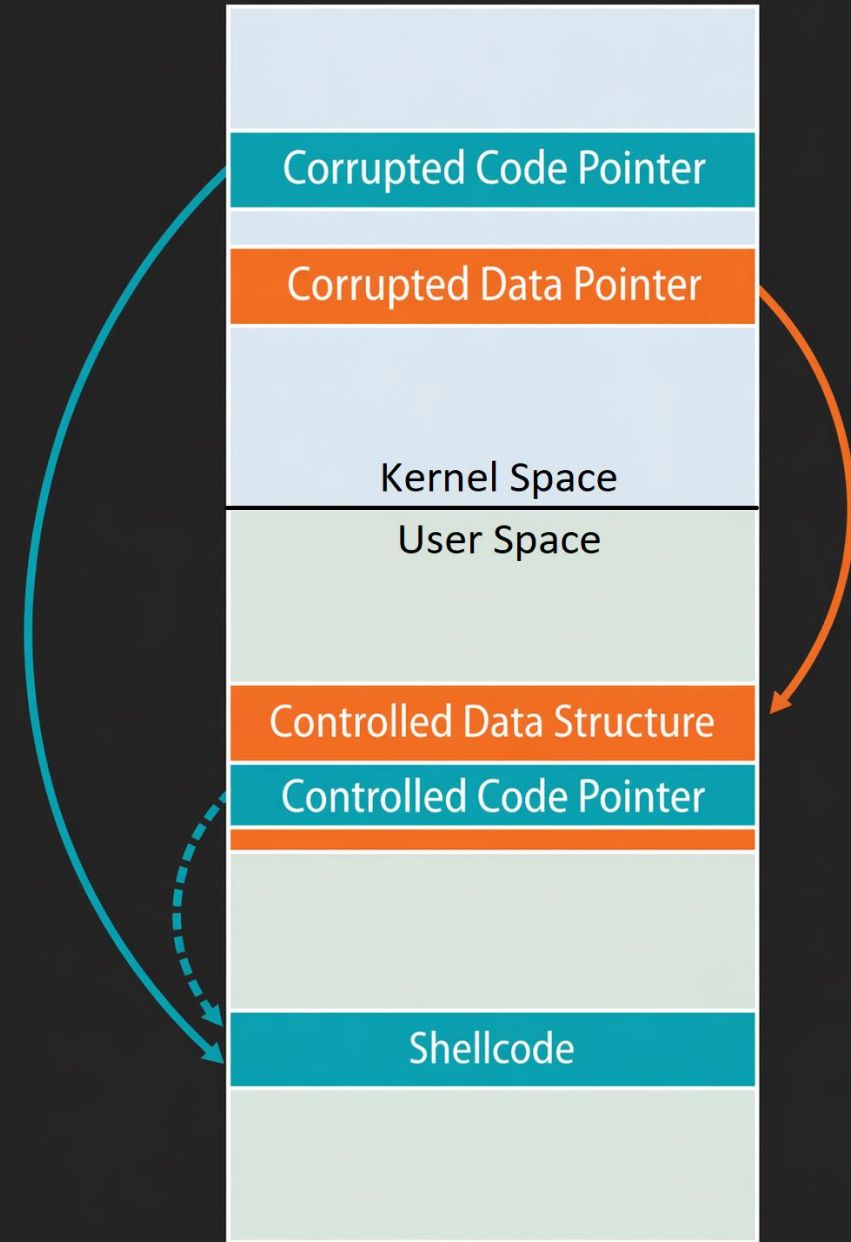 Corrupted Code Pointer
Corrupted Data Pointer
Kernel Space
User Space
Controlled Data Structure
Controlled Code Pointer
Shellcode